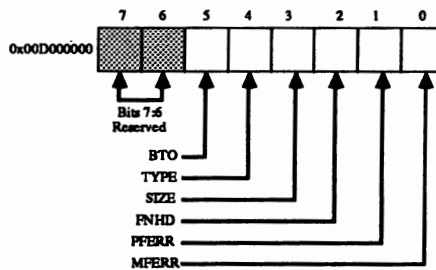 7 6 5 4 3 2 1 0
0x00D000000
Bits 7:6
Reserved
BTO
TYPE
SIZE
FNHD
PFERR
MFERR